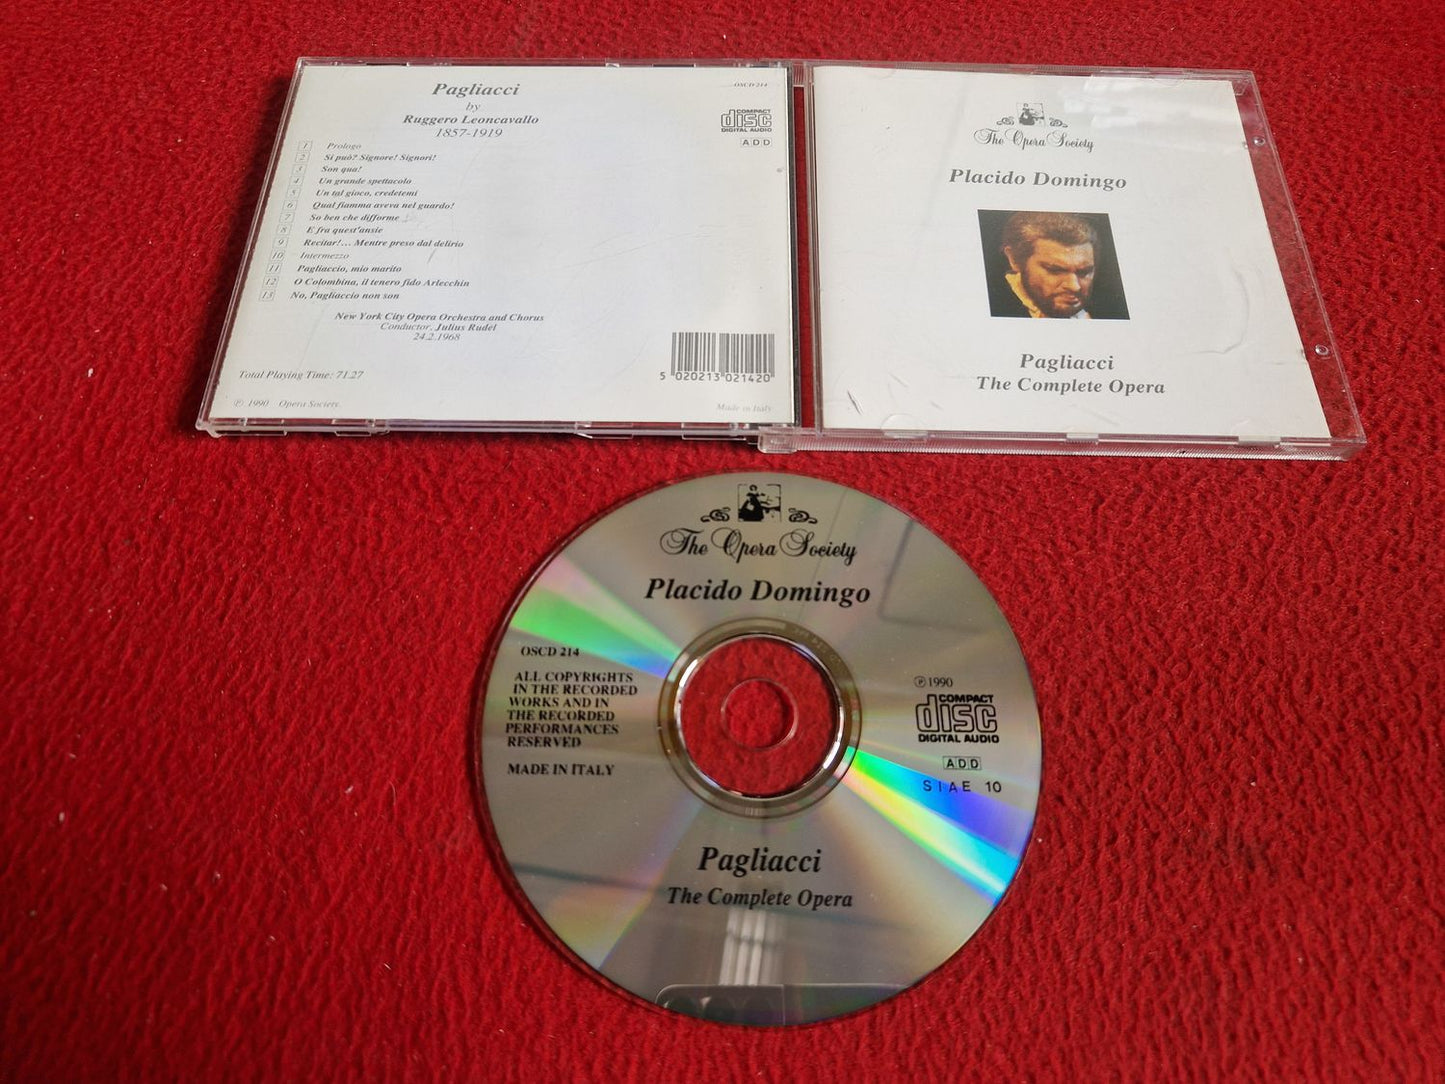 Pagliacci
by
Ruggero Leoncavallo
1857-1919
OSCD 214
COMPACT
disc
DIGITAL AUDIO
ADD
1 Prologo
2 Si può? Signore! Signori!
3 Son qua!
4 Un grande spettacolo
5 Un tal gioco, credetemi
6 Qual fiamma aveva nel guardo!
7 So ben che difforme
8 E fra quest'ansie
9 Recitar!... Mentre preso dal delirio
10 Intermezzo
11 Pagliaccio, mio marito
12 O Colombina, il tenero fido Arlecchin
13 No, Pagliaccio non son
New York City Opera Orchestra and Chorus
Conductor, Julius Rudel
24.2.1968
Total Playing Time: 71.27
5 020213 021420
℗ 1990 Opera Society.
Made in Italy
The Opera Society
Placido Domingo
Pagliacci
The Complete Opera
The Opera Society
Placido Domingo
OSCD 214
ALL COPYRIGHTS
IN THE RECORDED
WORKS AND IN
THE RECORDED
PERFORMANCES
RESERVED
MADE IN ITALY
℗ 1990
COMPACT
disc
DIGITAL AUDIO
ADD
SIAE 10
Pagliacci
The Complete Opera